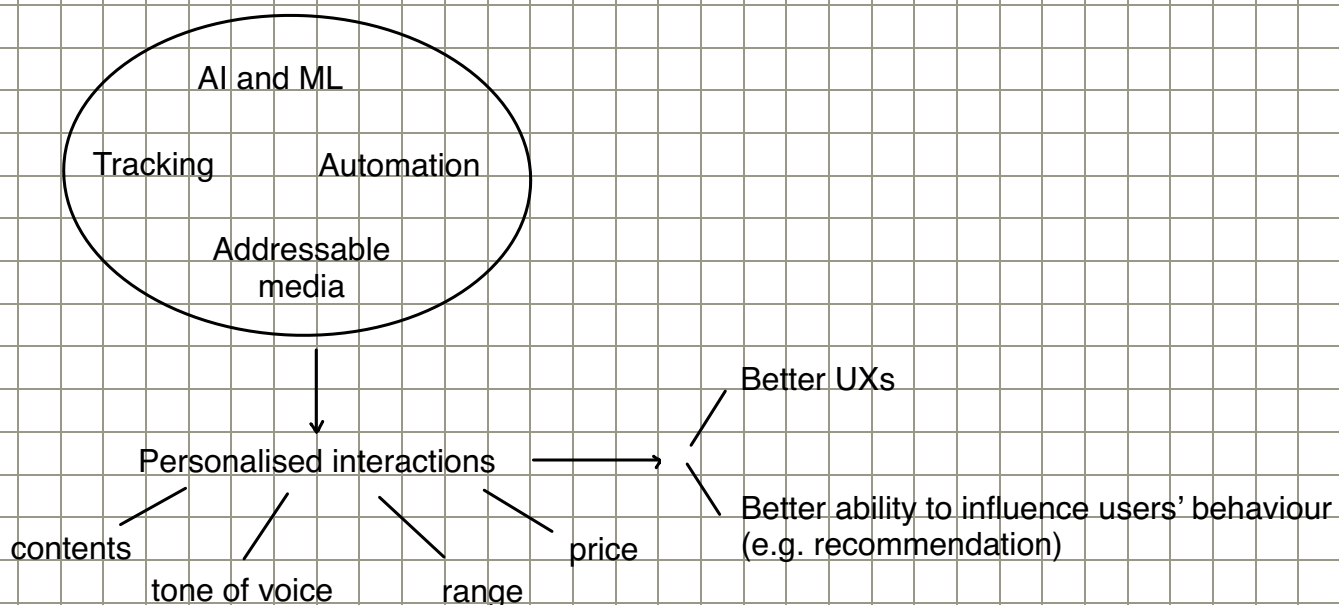 AI and ML
Tracking
Automation
Addressable
media
Better UXs
Personalised interactions
Better ability to influence users’ behaviour
(e.g. recommendation)
contents
price
tone of voice
range